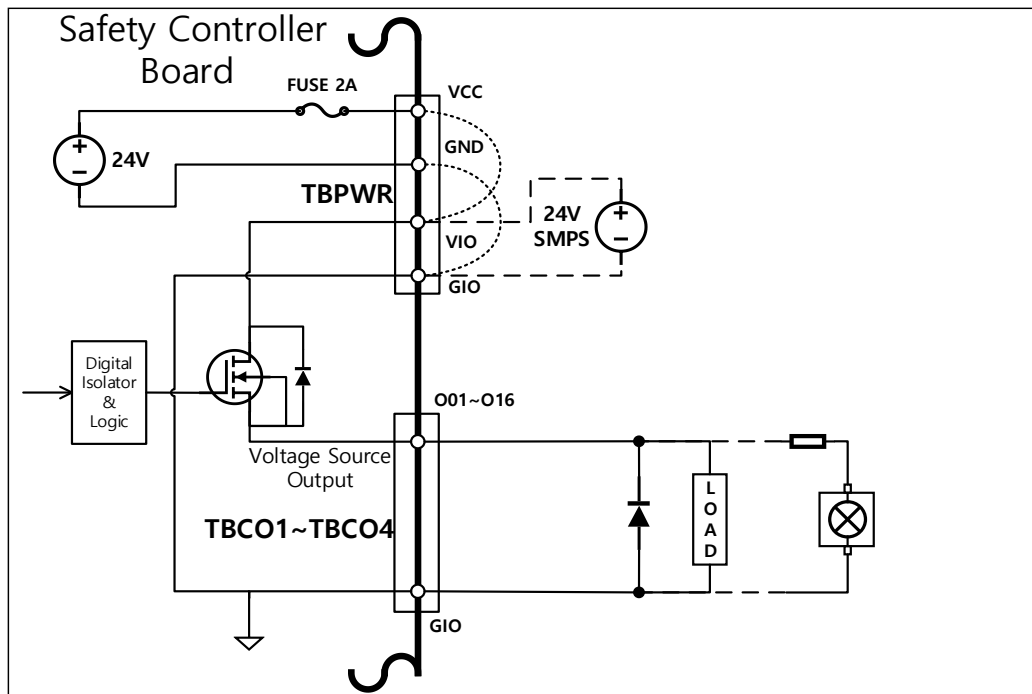 Safety Controller
Board
FUSE 2A
VCC
+
24V
−
GND
TBPWR
VIO
24V
SMPS
+
−
GIO
Digital
Isolator
&
Logic
O01~O16
Voltage Source
Output
TBCO1~TBCO4
L
O
A
D
GIO